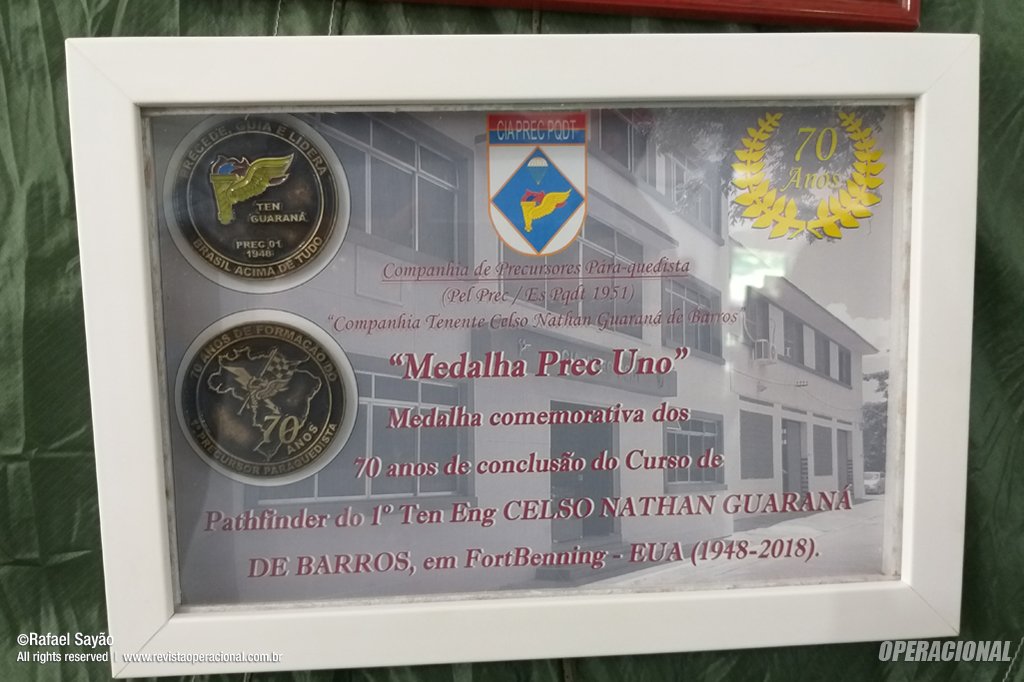 PRECEDE, GUIA E LIDERA
TEN
GUARANÁ
PREC 01
1948
BRASIL ACIMA DE TUDO
CIA PREC PQDT
70
Anos
Companhia de Precursores Pára-quedista
(Pel Prec / Es Pqdt 1951)
“Companhia Tenente Celso Nathan Guaraná de Barros
“Medalha Prec Uno”
Medalha comemorativa dos
70 anos de conclusão do Curso de
Pathfinder do 1º Ten Eng CELSO NATHAN GUARANÁ
DE BARROS, em FortBenning - EUA (1948-2018).
70 ANOS DE FORMAÇÃO DO
70
ANOS
1º PRECURSOR PARAQUEDISTA
©Rafael Sayão
All rights reserved | www.revistaoperacional.com.br
OPERACIONAL